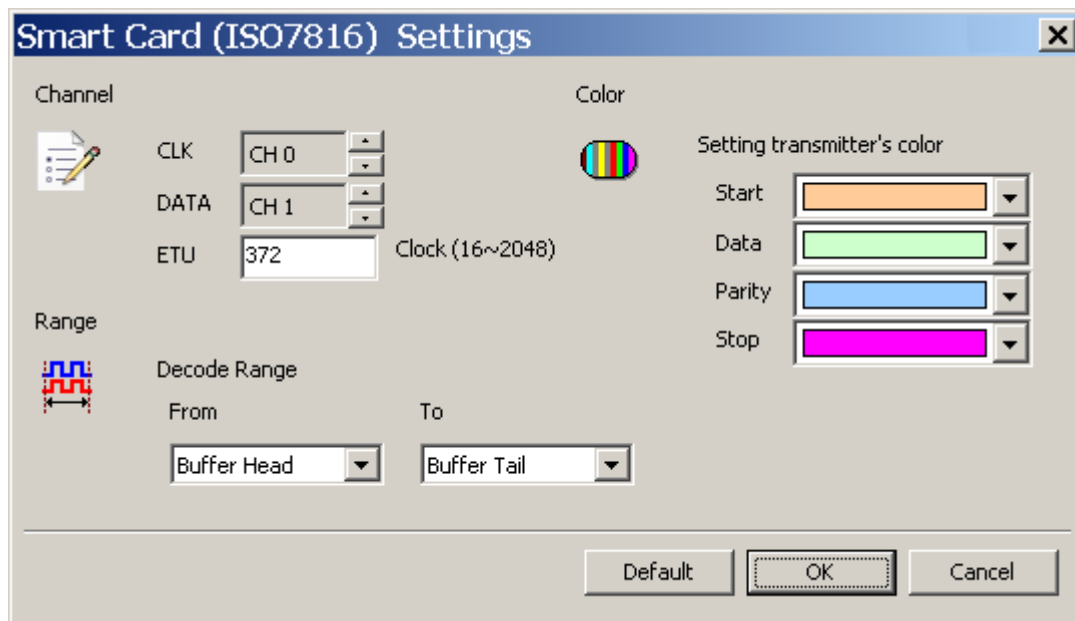 Smart Card (ISO7816) Settings
Channel
CLK
CH 0
DATA
CH 1
ETU
372
Clock (16~2048)
Range
Decode Range
From
To
Buffer Head
Buffer Tail
Color
Setting transmitter's color
Start
Data
Parity
Stop
Default
OK
Cancel